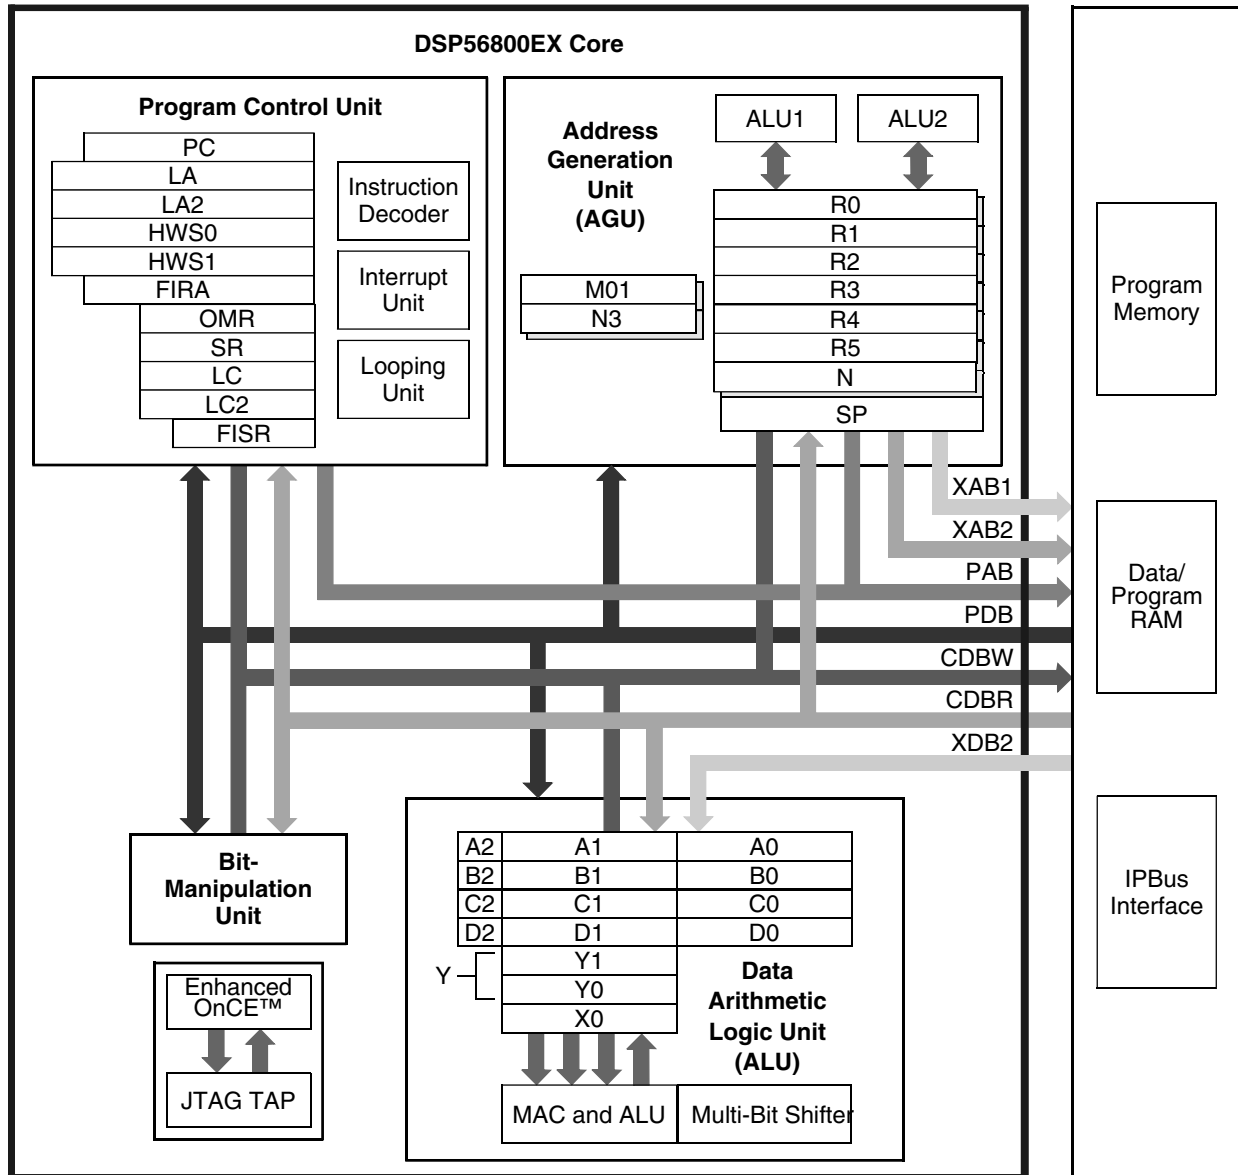 DSP56800EX Core
Program Control Unit
PC
LA
LA2
HWS0
HWS1
FIRA
OMR
SR
LC
LC2
FISR
Instruction
Decoder
Interrupt
Unit
Looping
Unit
Address
Generation
Unit
(AGU)
ALU1
ALU2
M01
N3
R0
R1
R2
R3
R4
R5
N
SP
XAB1
XAB2
PAB
PDB
CDBW
CDBR
XDB2
Program
Memory
Data/
Program
RAM
IPBus
Interface
Bit-
Manipulation
Unit
Enhanced
OnCE™
JTAG TAP
A2 A1 A0
B2 B1 B0
C2 C1 C0
D2 D1 D0
Y
Y1
Y0
X0
Data
Arithmetic
Logic Unit
(ALU)
MAC and ALU
Multi-Bit Shifter